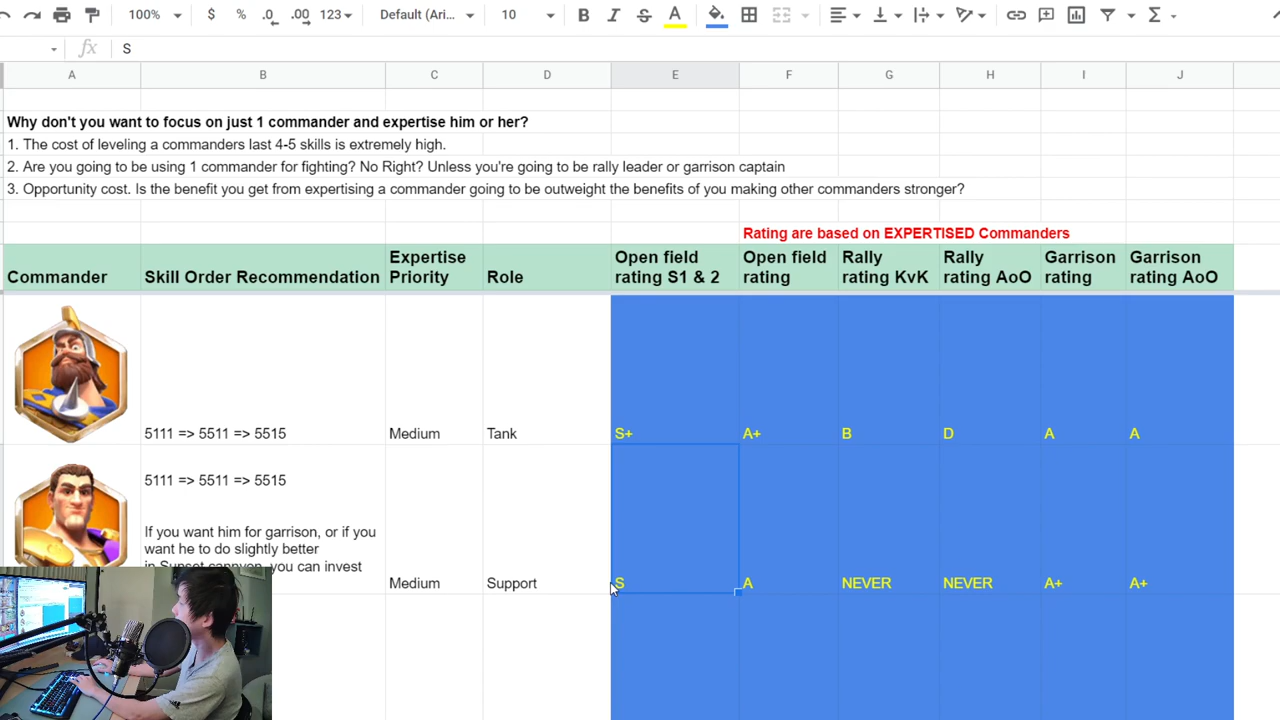 100% $ % .0 .00 123 Default (Ari... 10 B I S A
fx S
A B C D E F G H I J
Why don't you want to focus on just 1 commander and expertise him or her?
1. The cost of leveling a commanders last 4-5 skills is extremely high.
2. Are you going to be using 1 commander for fighting? No Right? Unless you're going to be rally leader or garrison captain
3. Opportunity cost. Is the benefit you get from expertising a commander going to be outweight the benefits of you making other commanders stronger?
Rating are based on EXPERTISED Commanders
Commander Skill Order Recommendation Expertise Priority Role Open field rating S1 & 2 Open field rating Rally rating KvK Rally rating AoO Garrison rating Garrison rating AoO
5111 => 5511 => 5515 Medium Tank S+ A+ B D A A
5111 => 5511 => 5515
If you want him for garrison, or if you
want he to do slightly better
in Sunset cannyon, you can invest
Medium Support S A NEVER NEVER A+ A+